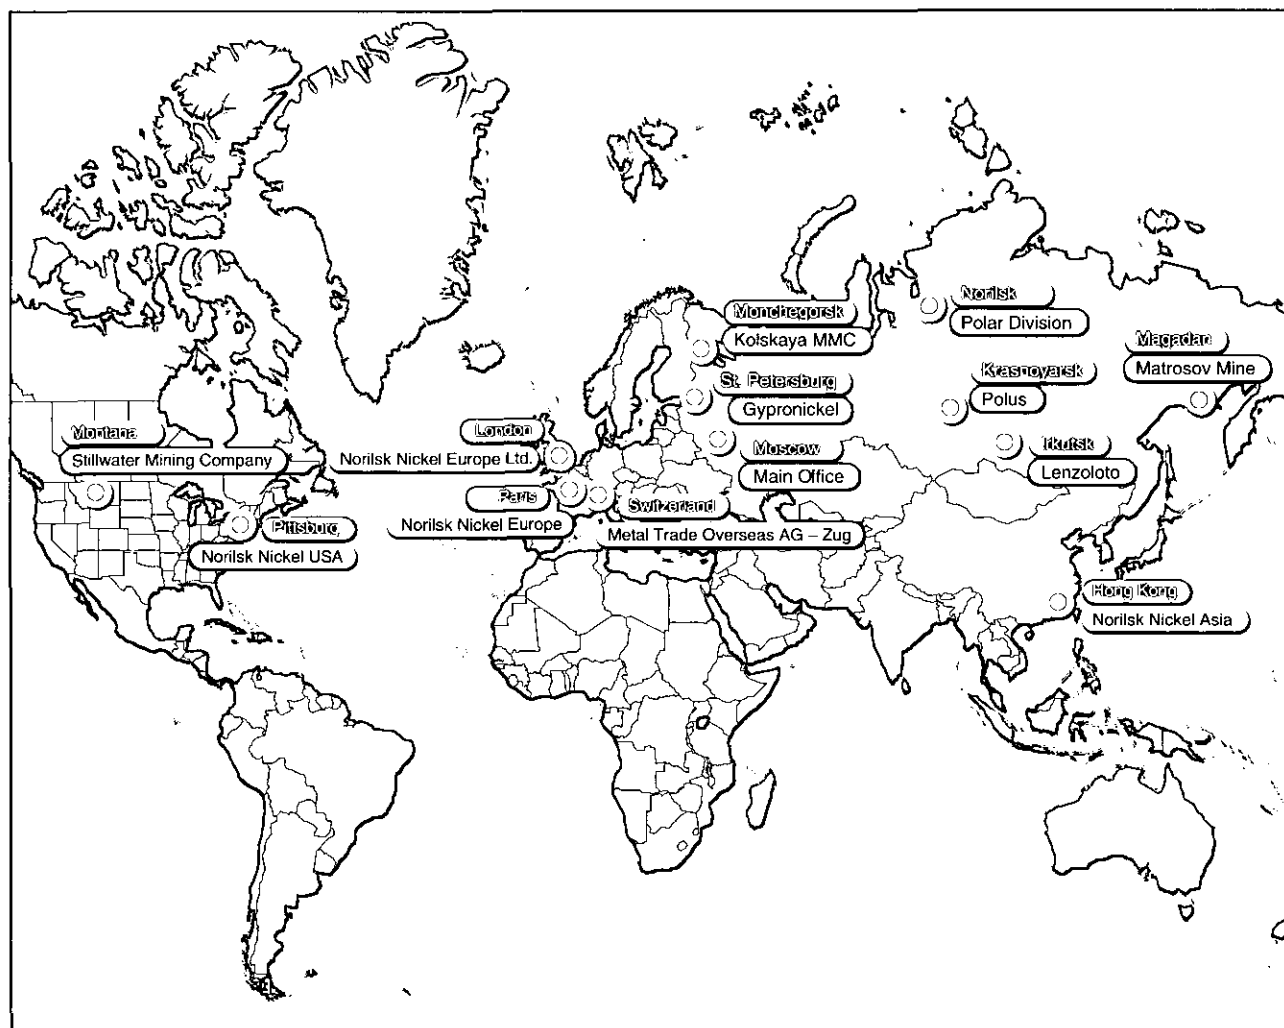 Monchegorsk
Kolskaya MMC
Norilsk
Polar Division
Magadan
Matrosov Mine
St. Petersburg
Gypronickel
Krasnoyarsk
Polus
Montana
Stillwater Mining Company
London
Norilsk Nickel Europe Ltd.
Moscow
Main Office
Irkutsk
Lenzoloto
Paris
Norilsk Nickel Europe
Switzerland
Metal Trade Overseas AG – Zug
Pittsburg
Norilsk Nickel USA
Hong Kong
Norilsk Nickel Asia